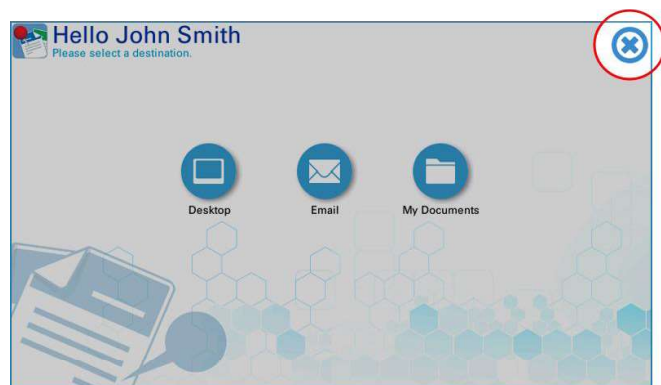 Hello John Smith
Please select a destination.
Desktop
Email
My Documents